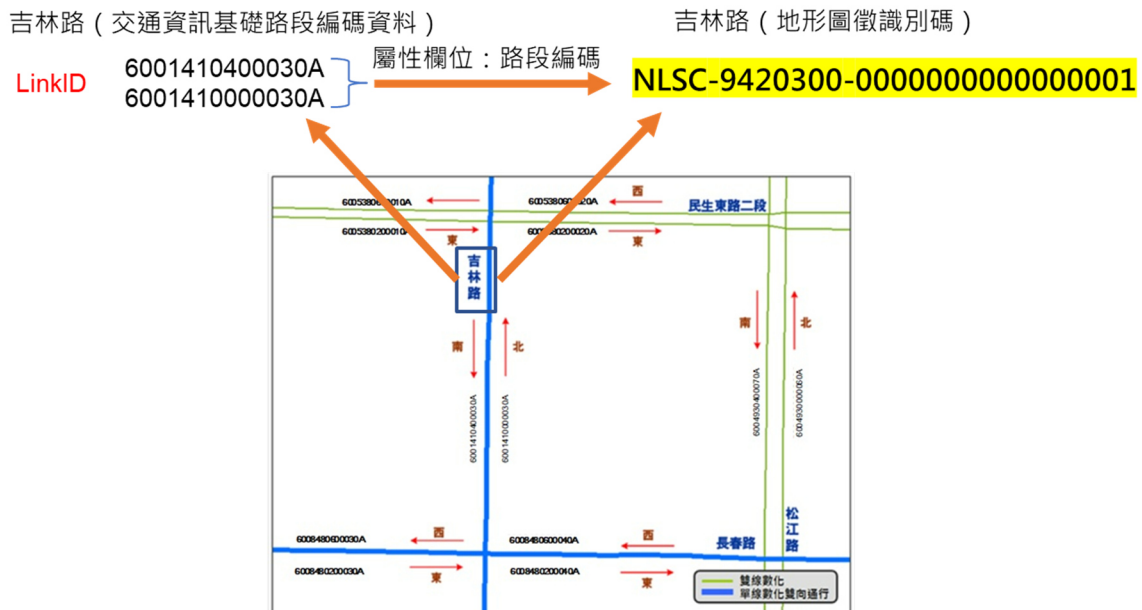 吉林路(交通資訊基礎路段編碼資料)
吉林路(地形圖徵識別碼)
LinkID
6001410400030A
6001410000030A
屬性欄位:路段編碼
NLSC-9420300-0000000000000001
西
民生東路二段
6005380200010A
東
東
吉林路
南
北
南
北
6001410400030A
6001410000030A
6004930400070A
6004930000060A
松江路
6008480600030A
西
6008480600040A
西
長春路
6008480200030A
東
6008480200040A
東
雙線數化
單線數化雙向通行